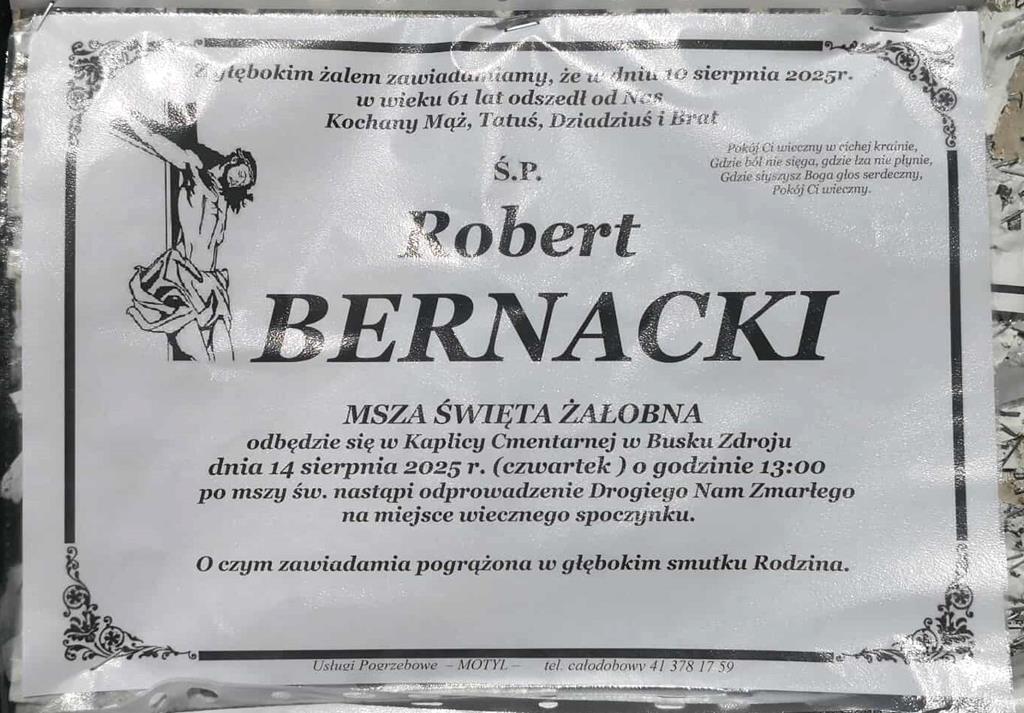 Z głębokim żalem zawiadamiamy, że w dniu 10 sierpnia 2025r.
w wieku 61 lat odszedł od Nas
Kochany Mąż, Tatuś, Dziadziuś i Brat
Pokój Ci wieczny w cichej krainie,
Gdzie ból nie sięga, gdzie łza nie płynie,
Gdzie słyszysz Boga głos serdeczny,
Pokój Ci wieczny.
Ś.P.
Robert
BERNACKI
MSZA ŚWIĘTA ŻAŁOBNA
odbędzie się w Kaplicy Cmentarnej w Busku Zdroju
dnia 14 sierpnia 2025 r. (czwartek ) o godzinie 13:00
po mszy św. nastąpi odprowadzenie Drogiego Nam Zmarłego
na miejsce wiecznego spoczynku.
O czym zawiadamia pogrążona w głębokim smutku Rodzina.
Usługi Pogrzebowe – MOTYL – tel. całodobowy 41 378 17 59